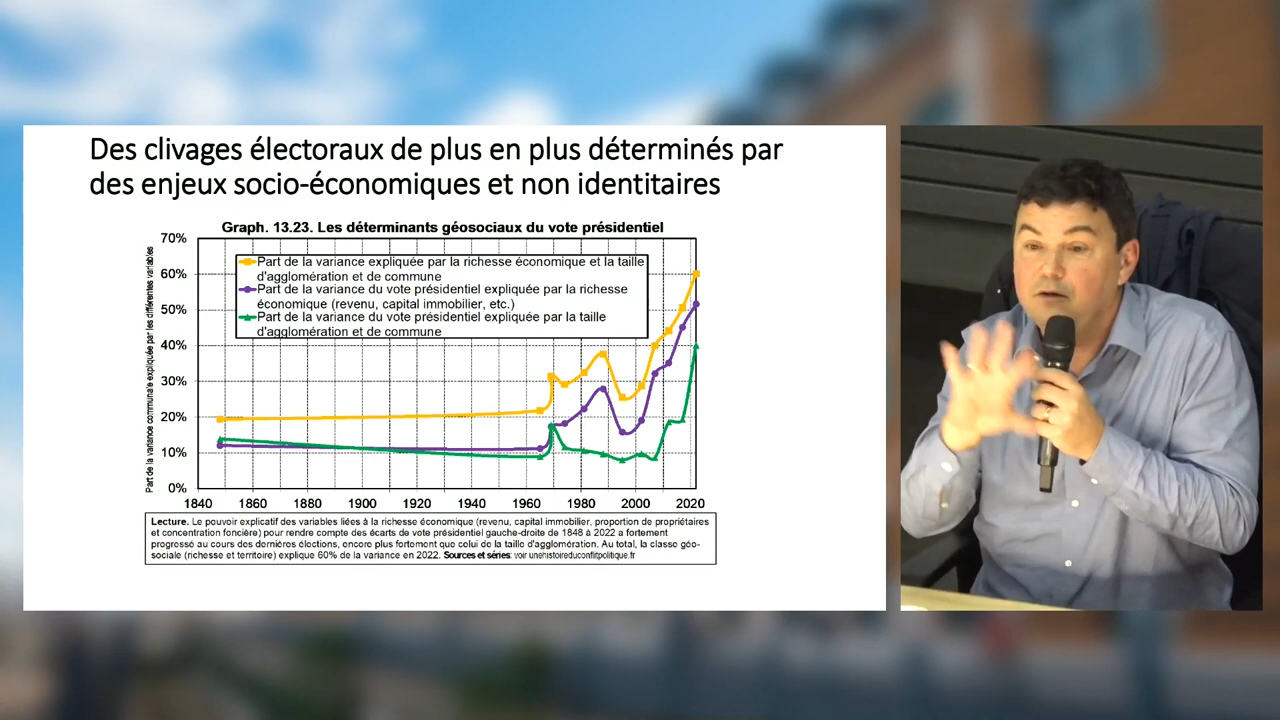 Des clivages électoraux de plus en plus déterminés par
des enjeux socio-économiques et non identitaires
Graph. 13.23. Les déterminants géosociaux du vote présidentiel
Part de la variance communale expliquée par les différentes variables
70%
60%
50%
40%
30%
20%
10%
0%
Part de la variance expliquée par la richesse économique et la taille
d'agglomération et de commune
Part de la variance du vote présidentiel expliquée par la richesse
économique (revenu, capital immobilier, etc.)
Part de la variance du vote présidentiel expliquée par la taille
d'agglomération et de commune
1840 1860 1880 1900 1920 1940 1960 1980 2000 2020
Lecture. Le pouvoir explicatif des variables liées à la richesse économique (revenu, capital immobilier, proportion de propriétaires
et concentration foncière) pour rendre compte des écarts de vote présidentiel gauche-droite de 1848 à 2022 a fortement
progressé au cours des dernières élections, encore plus fortement que celui de la taille d'agglomération. Au total, la classe géo-
sociale (richesse et territoire) explique 60% de la variance en 2022. Sources et séries: voir unehistoireduconflitpolitique.fr